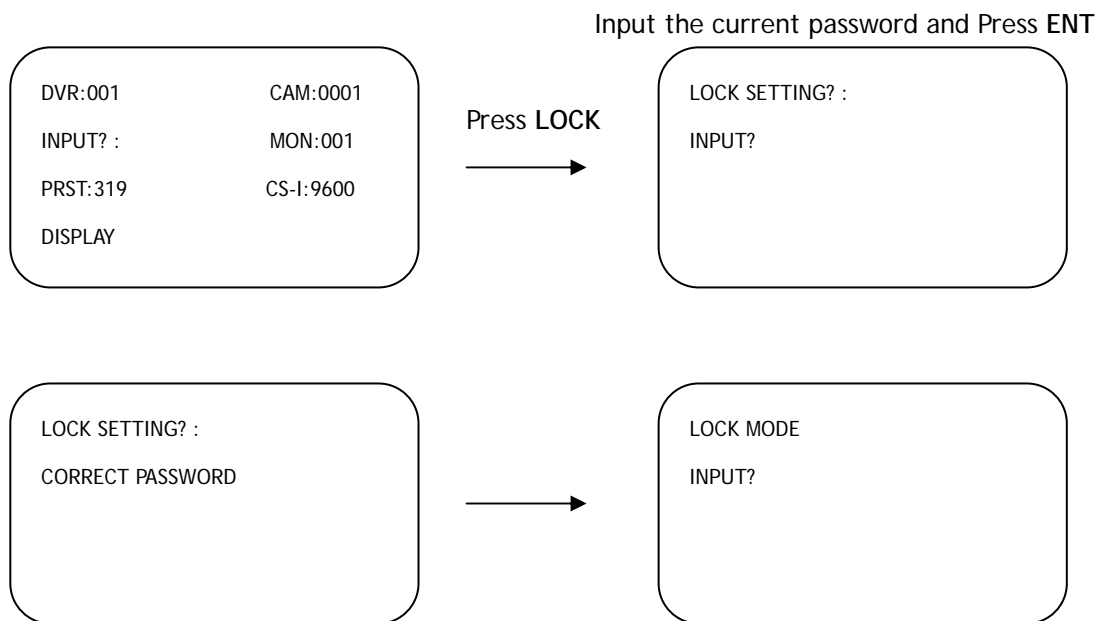 Input the current password and Press ENT
DVR:001 CAM:0001
INPUT? : MON:001
PRST:319 CS-I:9600
DISPLAY
Press LOCK
LOCK SETTING? :
INPUT?
LOCK SETTING? :
CORRECT PASSWORD
LOCK MODE
INPUT?